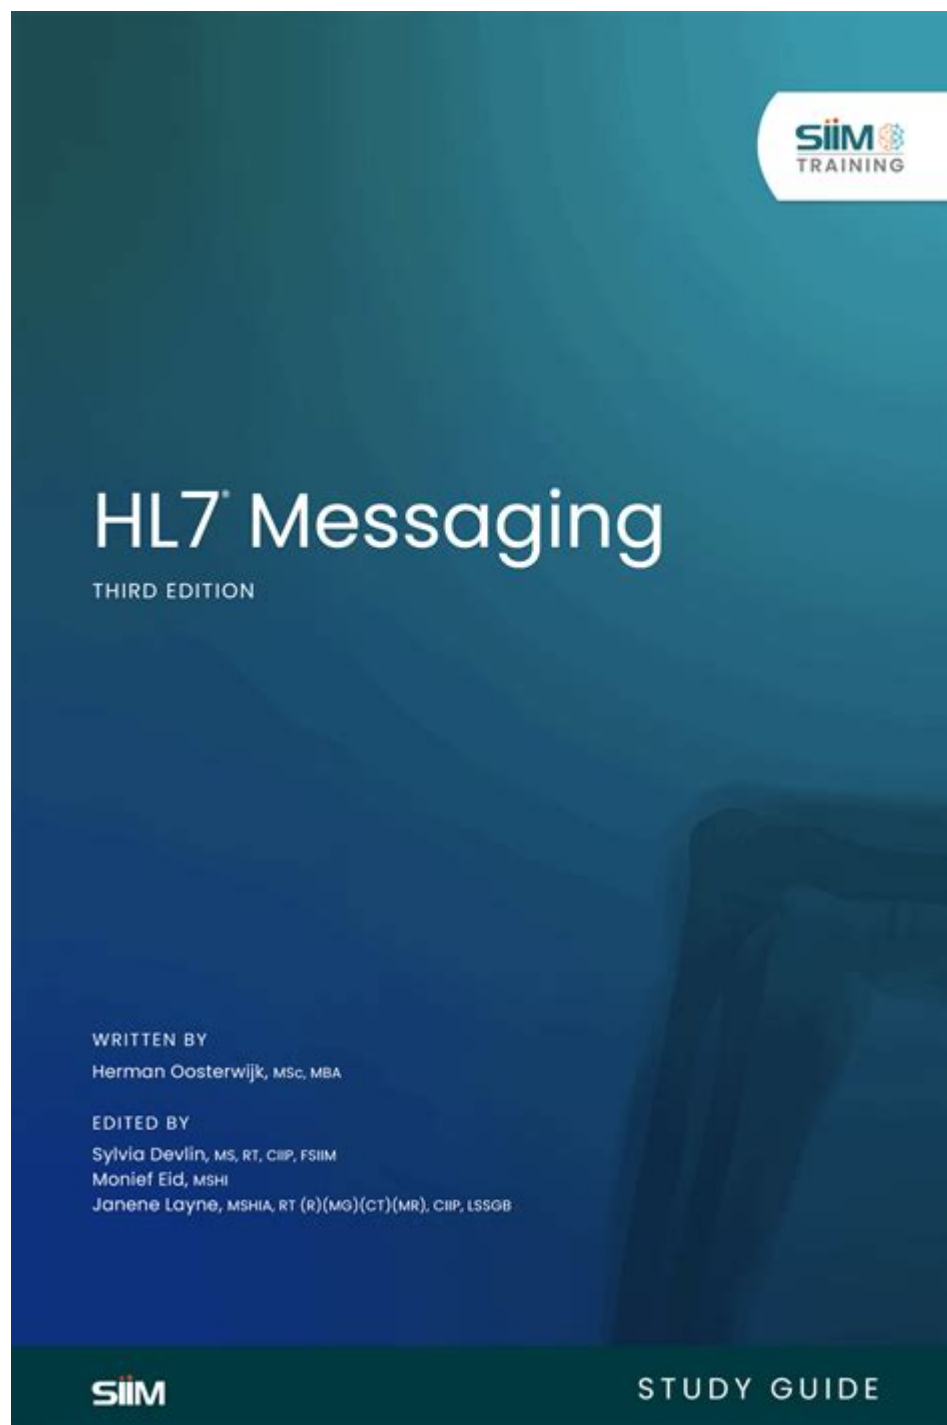 SiiM
TRAINING
HL7® Messaging
THIRD EDITION
WRITTEN BY
Herman Oosterwijk, MSc, MBA
EDITED BY
Sylvia Devlin, MS, RT, CIIP, FSIIM
Monief Eid, MSHI
Janene Layne, MSHIA, RT (R)(MG)(CT)(MR), CIIP, LSSGB
SiiM
STUDY GUIDE